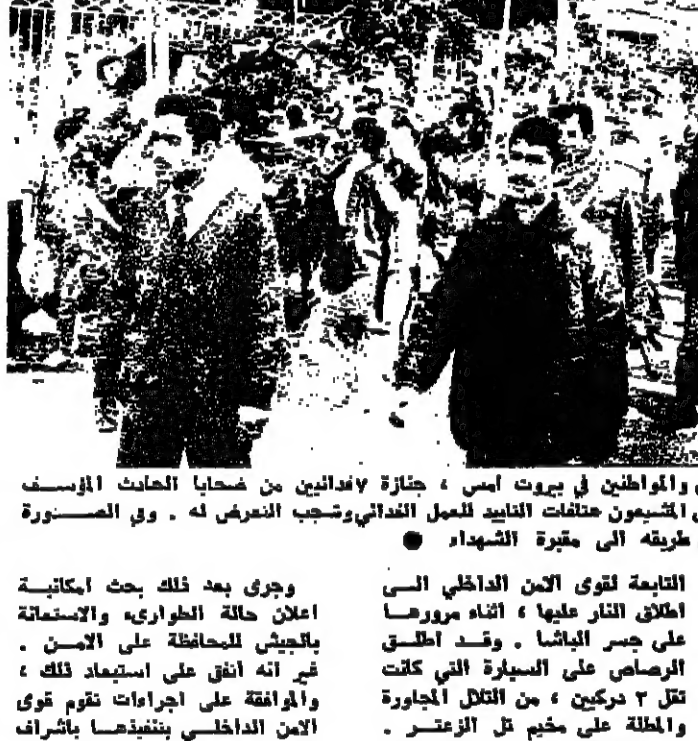 والمواطنين في بيروت امس ، جنازة ٧ فدائيين من ضحايا الحادث المؤسف
المشيعون هتافات التاييد للعمل الفدائي وشجب التعرض له . وفي الصورة
طريقه الى مقبرة الشهداء ●
التابعة لقوى الامن الداخلي الى
اطلاق النار عليها ، اثناء مرورها
على جسر الباشا . وقد اطلق
الرصاص على السيارة التي كانت
تقل ٢ دركيين ، من التلال المجاورة
والمطلة على مخيم تل الزعتر .
وجرى بعد ذلك بحث امكانية
اعلان حالة الطوارىء والاستعانة
بالجيش للمحافظة على الامن .
غير انه اتفق على استبعاد ذلك ،
والموافقة على اجراءات تقوم قوى
الامن الداخلي بتنفيذها باشراف